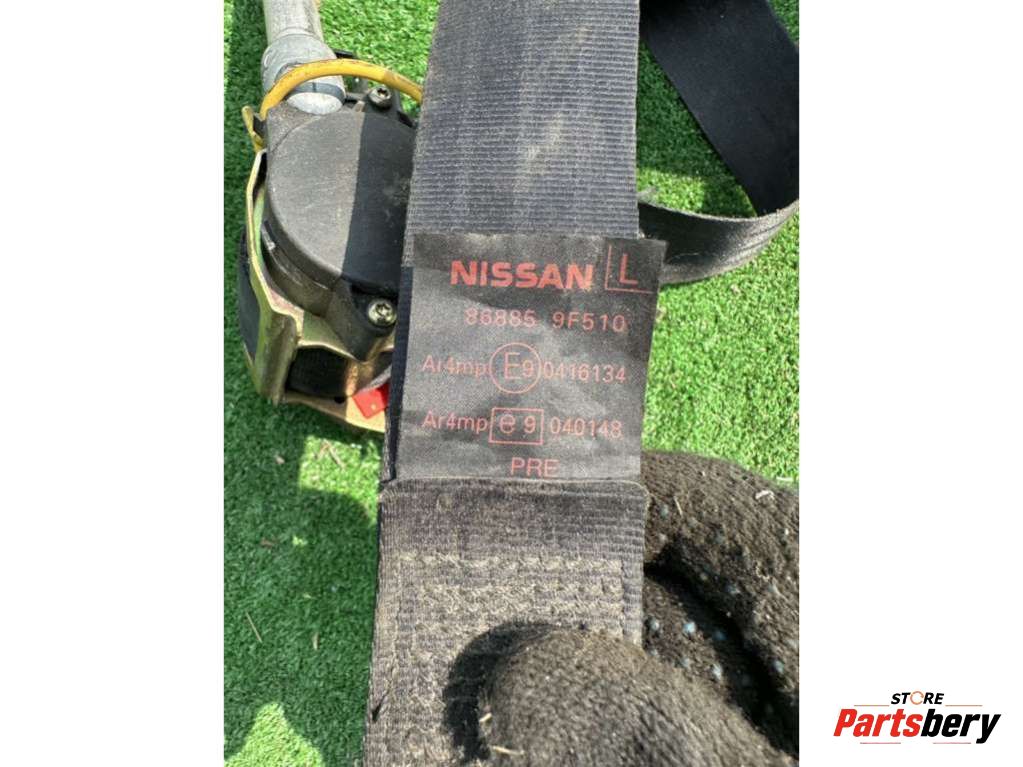 NISSAN L
86885 9F510
Ar4mp E9 0416134
Ar4mp e9 040148
PRE
STORE
Partsbery